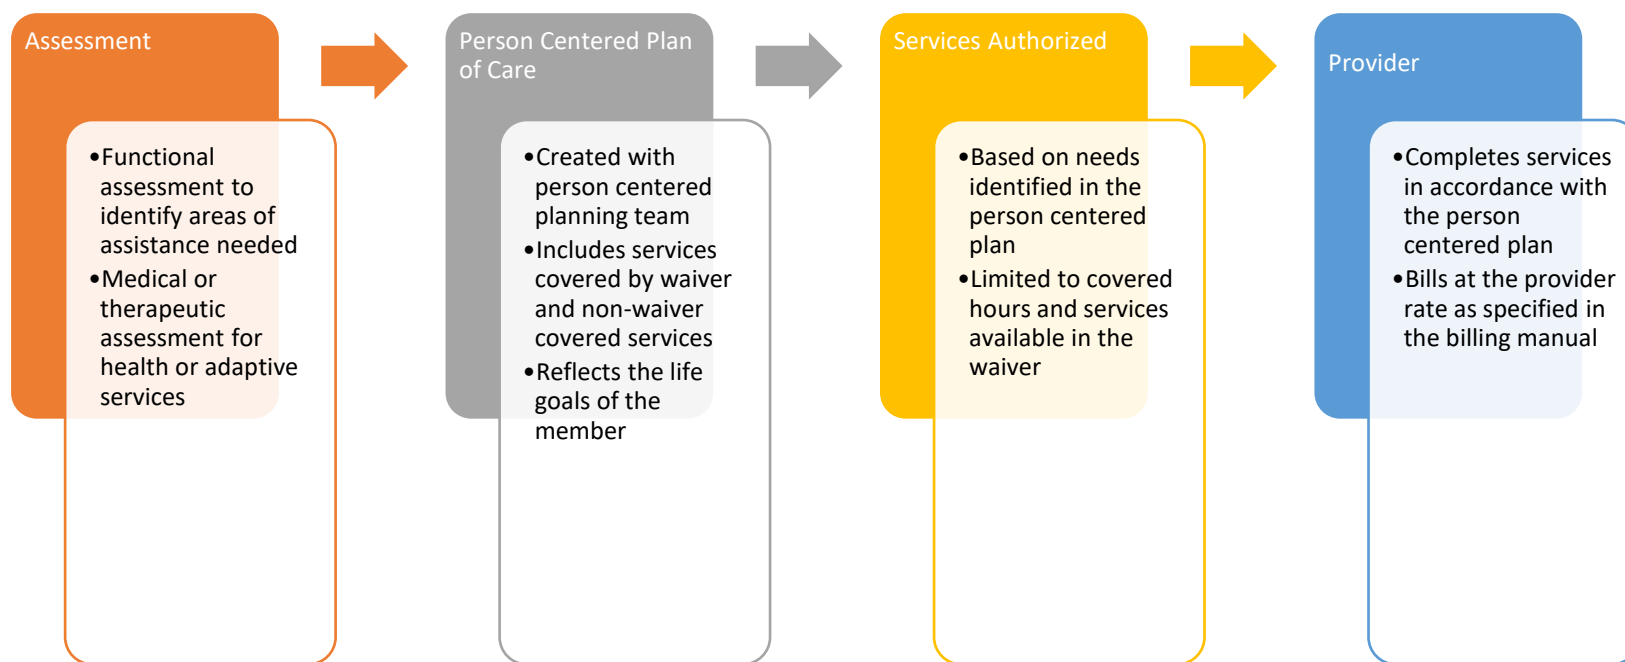 Assessment
•Functional
assessment to
identify areas of
assistance needed
•Medical or
therapeutic
assessment for
health or adaptive
services
Person Centered Plan
of Care
•Created with
person centered
planning team
•Includes services
covered by waiver
and non-waiver
covered services
•Reflects the life
goals of the
member
Services Authorized
•Based on needs
identified in the
person centered
plan
•Limited to covered
hours and services
available in the
waiver
Provider
•Completes services
in accordance with
the person
centered plan
•Bills at the provider
rate as specified in
the billing manual